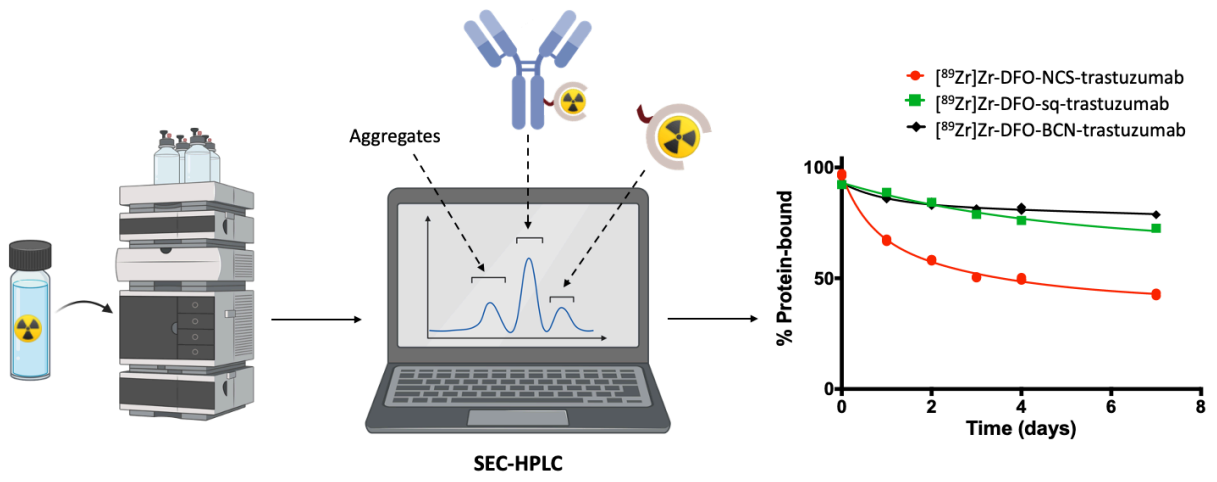 Aggregates
SEC-HPLC
[⁸⁹Zr]Zr-DFO-NCS-trastuzumab
[⁸⁹Zr]Zr-DFO-sq-trastuzumab
[⁸⁹Zr]Zr-DFO-BCN-trastuzumab
% Protein-bound
100
50
0
0 2 4 6 8
Time (days)